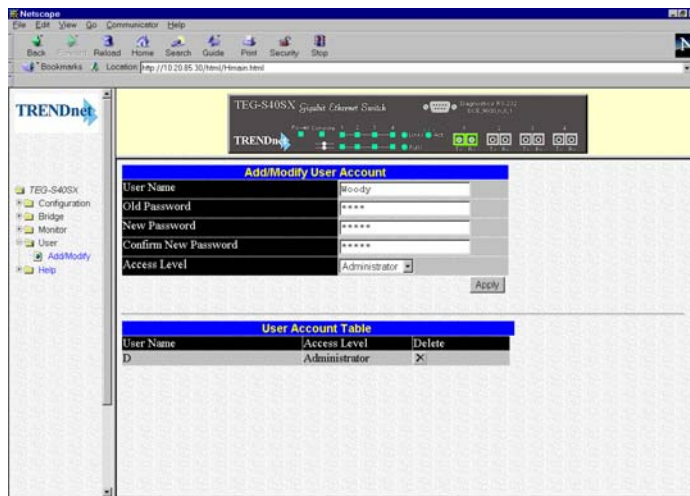 Netscape
File Edit View Go Communicator Help
Back Forward Reload Home Search Guide Print Security Stop
Bookmarks Location: http://10.20.85.30/html/Hmain.html
TRENDnet
TEG-S40SX Gigabit Ethernet Switch
TRENDnet
TEG-S40SX
Configuration
Bridge
Monitor
User
Add/Modify
Help
Add/Modify User Account
User Name Woody
Old Password ****
New Password *****
Confirm New Password *****
Access Level Administrator
Apply
User Account Table
User Name Access Level Delete
D Administrator X